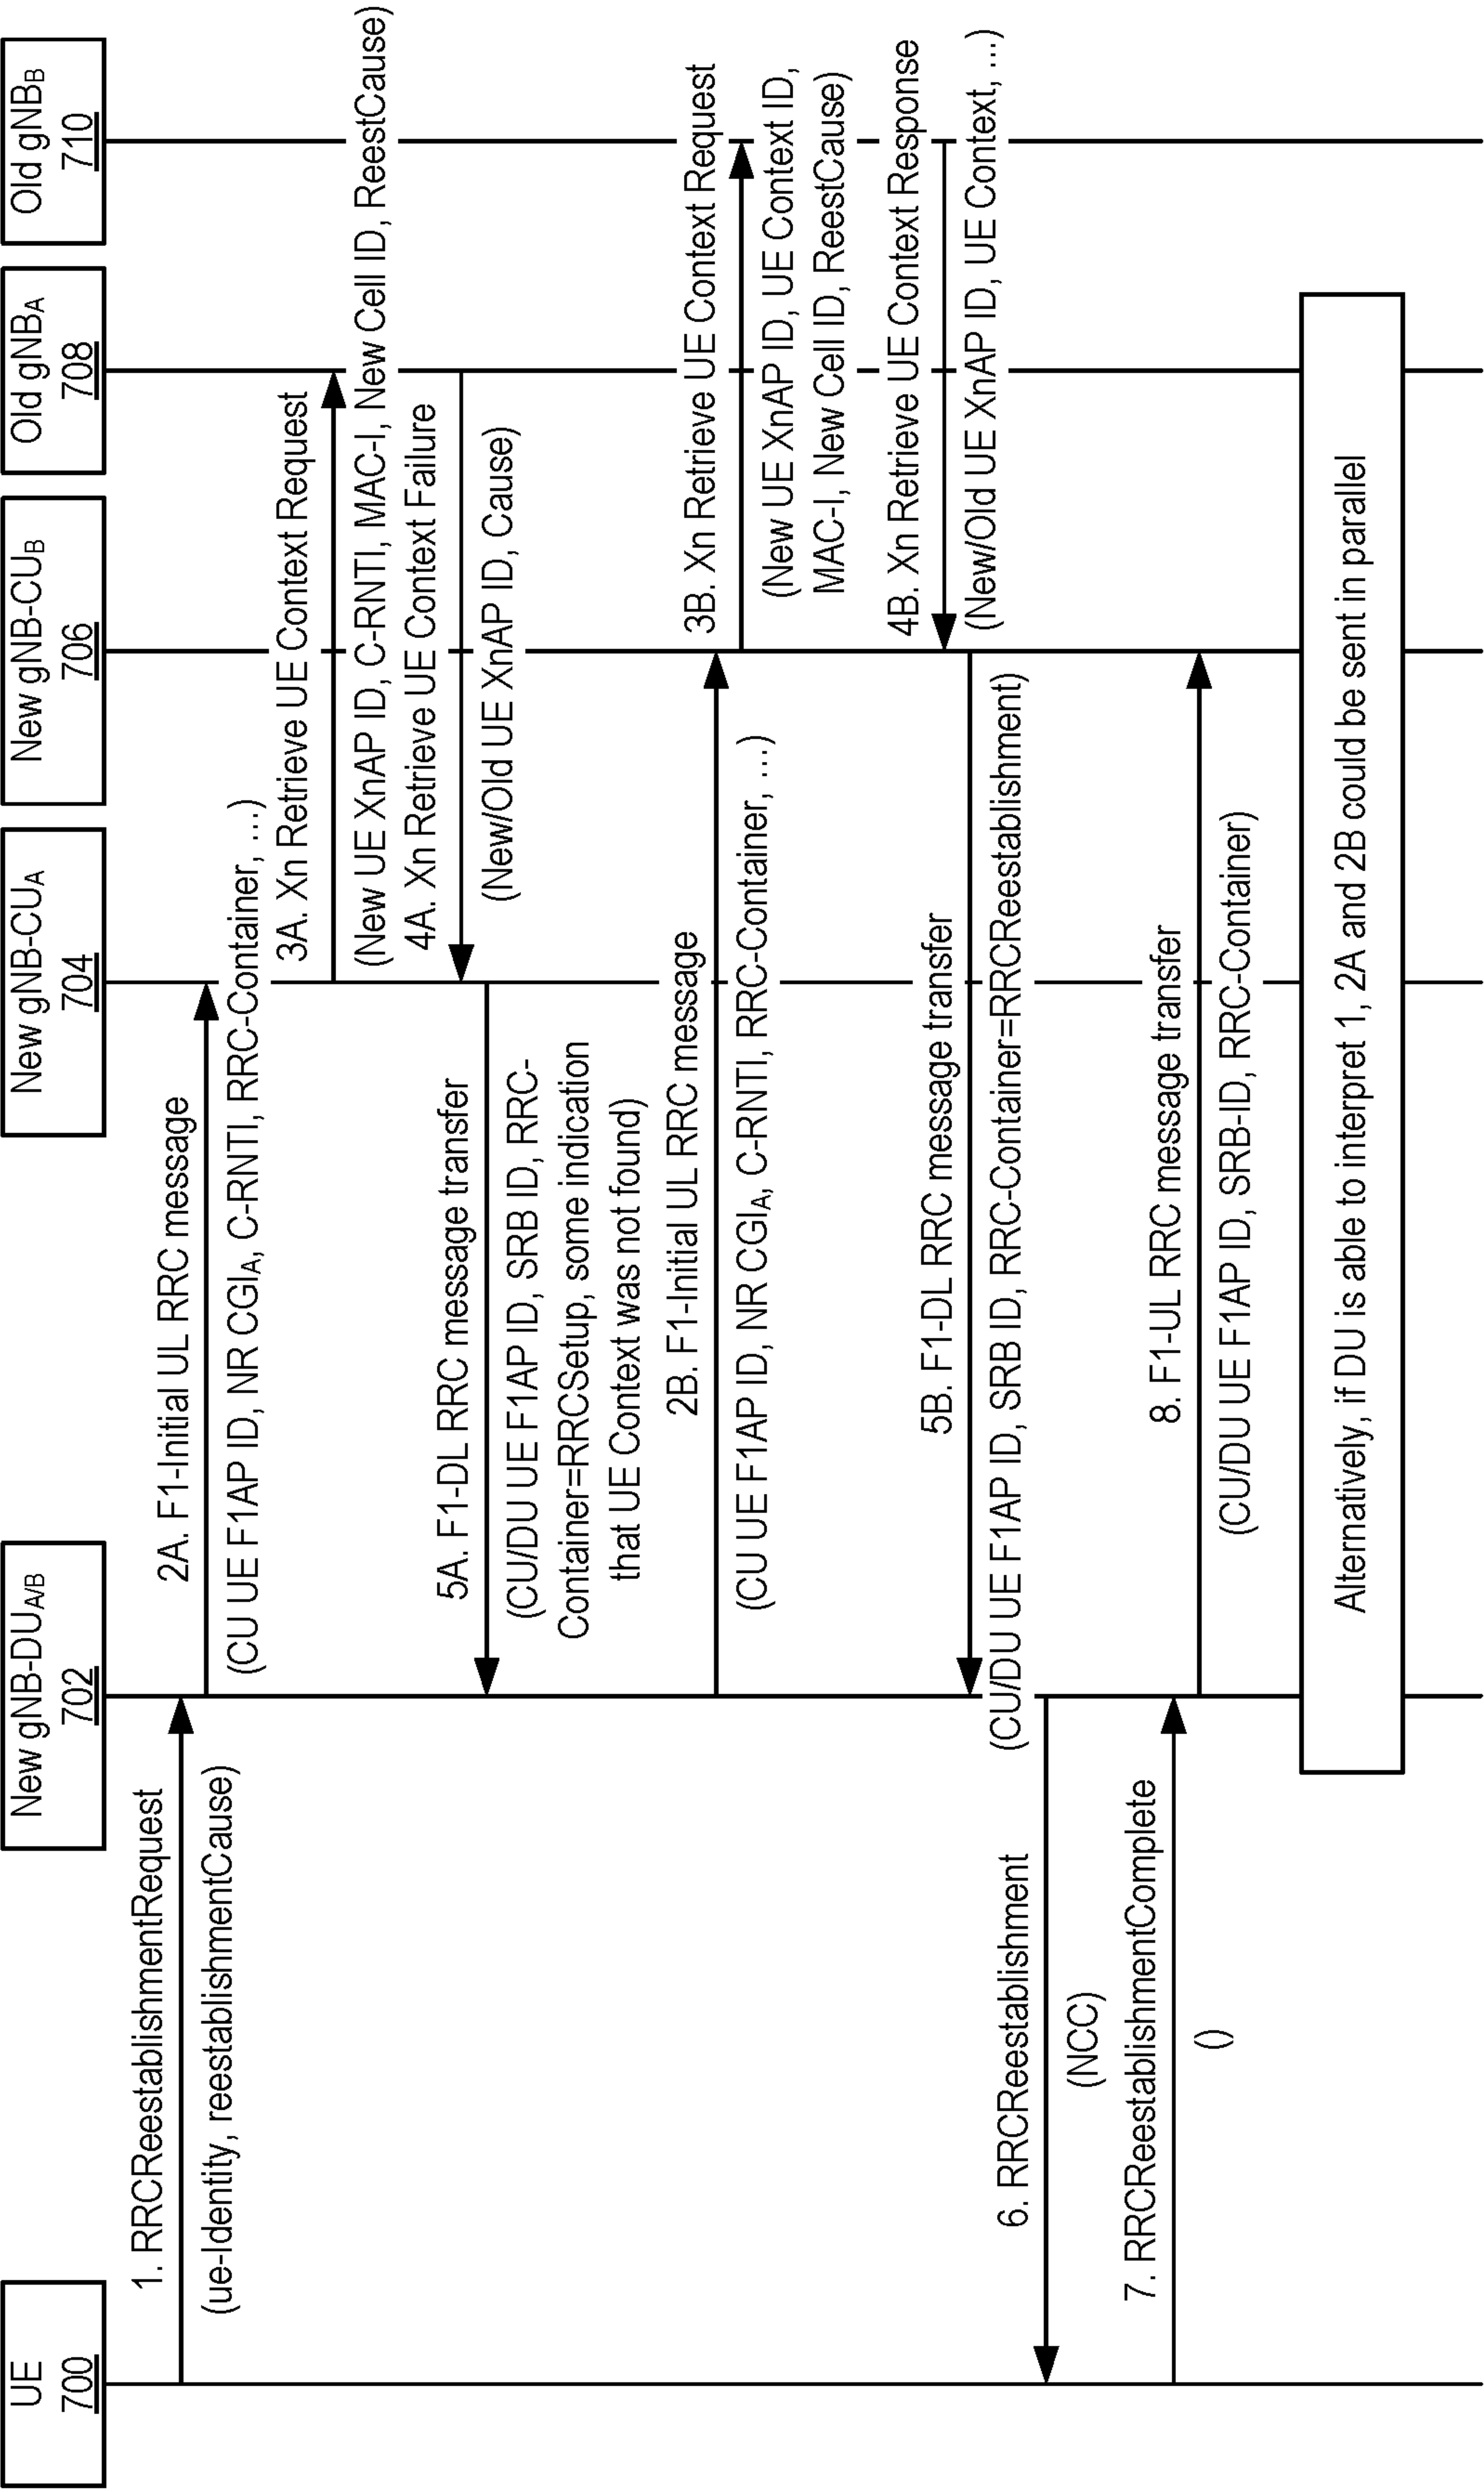 UE
700
New gNB-DUA/B
702
New gNB-CUA
704
New gNB-CUB
706
Old gNBA
708
Old gNBB
710
1. RRCReestablishmentRequest
(ue-Identity, reestablishmentCause)
2A. F1-Initial UL RRC message
(CU UE F1AP ID, NR CGIA, C-RNTI, RRC-Container, ...)
3A. Xn Retrieve UE Context Request
(New UE XnAP ID, C-RNTI, MAC-I, New Cell ID, ReestCause)
4A. Xn Retrieve UE Context Failure
(New/Old UE XnAP ID, Cause)
5A. F1-DL RRC message transfer
(CU/DU UE F1AP ID, SRB ID, RRC-
Container=RRCSetup, some indication
that UE Context was not found)
2B. F1-Initial UL RRC message
(CU UE F1AP ID, NR CGIA, C-RNTI, RRC-Container, ...)
3B. Xn Retrieve UE Context Request
(New UE XnAP ID, UE Context ID,
MAC-I, New Cell ID, ReestCause)
4B. Xn Retrieve UE Context Response
(New/Old UE XnAP ID, UE Context, ...)
5B. F1-DL RRC message transfer
(CU/DU UE F1AP ID, SRB ID, RRC-Container=RRCReestablishment)
6. RRCReestablishment
(NCC)
7. RRCReestablishmentComplete
()
8. F1-UL RRC message transfer
(CU/DU UE F1AP ID, SRB-ID, RRC-Container)
Alternatively, if DU is able to interpret 1, 2A and 2B could be sent in parallel